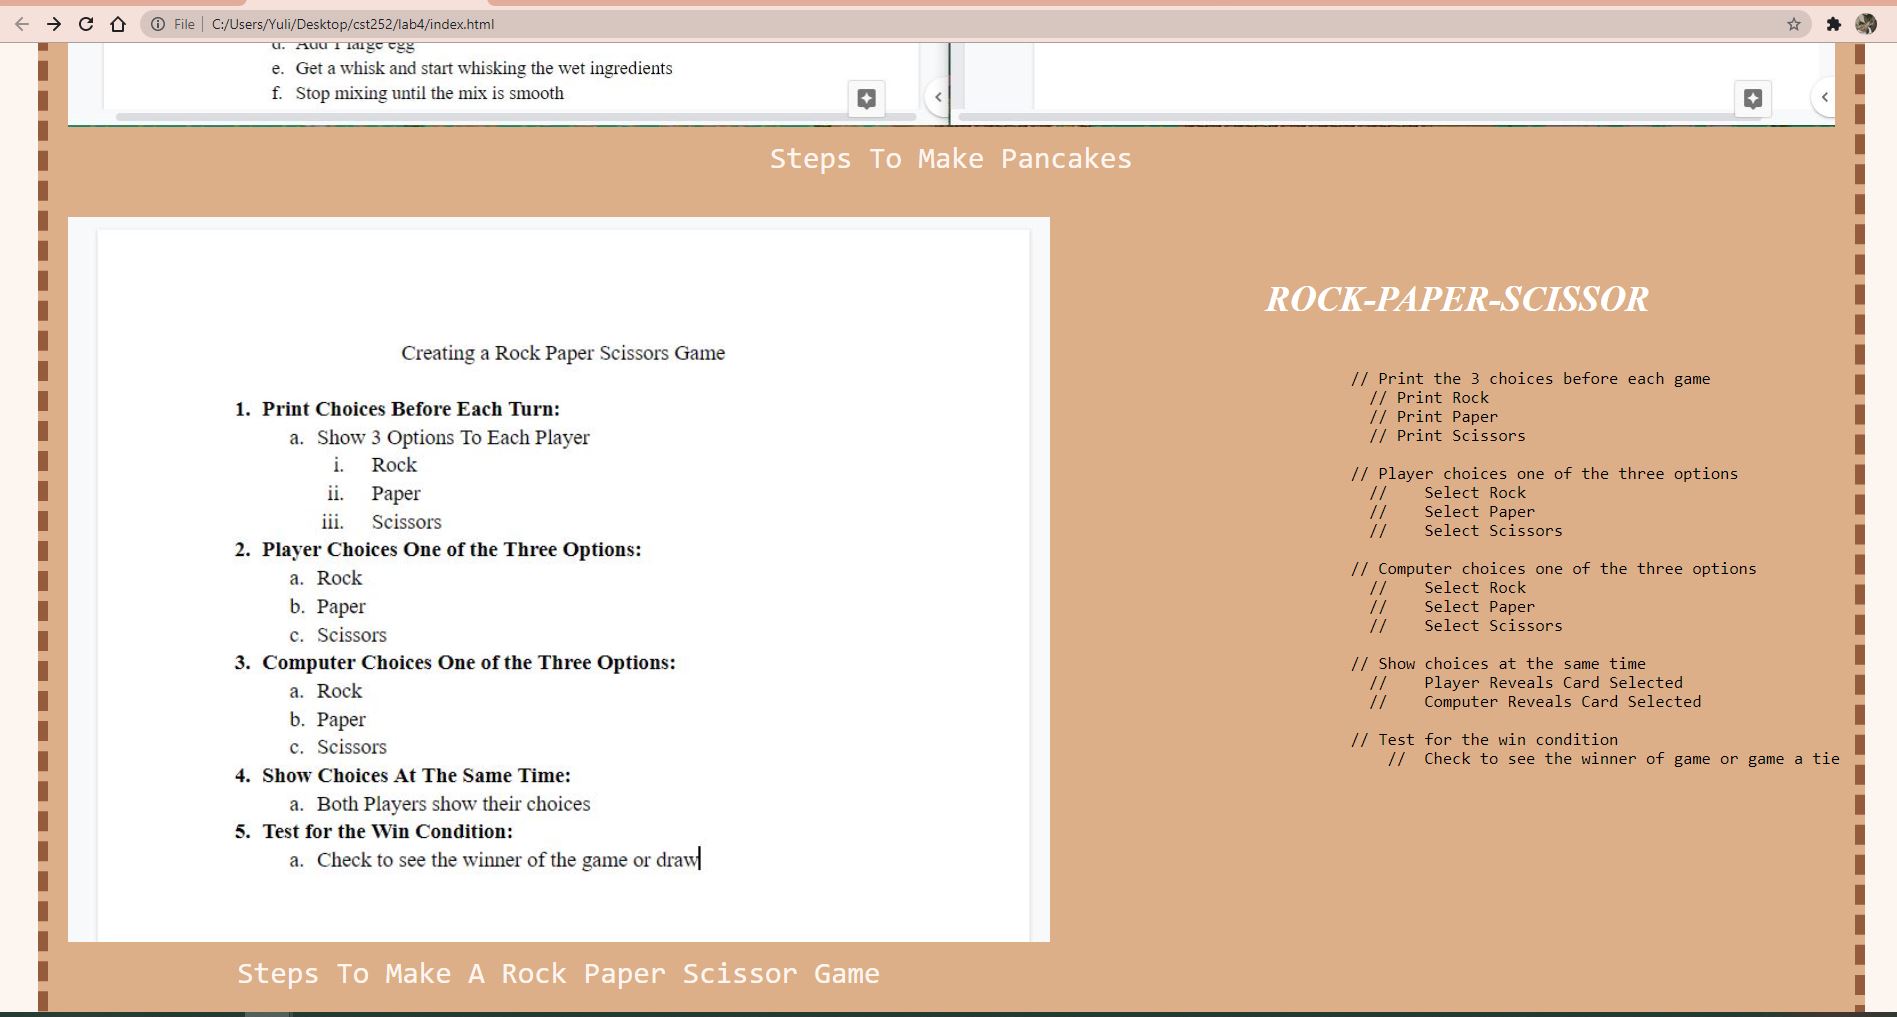 File
C:/Users/Yuli/Desktop/cst252/lab4/index.html
d. Add 1 large egg
e. Get a whisk and start whisking the wet ingredients
f. Stop mixing until the mix is smooth
Steps To Make Pancakes
Creating a Rock Paper Scissors Game
1. Print Choices Before Each Turn:
a. Show 3 Options To Each Player
i. Rock
ii. Paper
iii. Scissors
2. Player Choices One of the Three Options:
a. Rock
b. Paper
c. Scissors
3. Computer Choices One of the Three Options:
a. Rock
b. Paper
c. Scissors
4. Show Choices At The Same Time:
a. Both Players show their choices
5. Test for the Win Condition:
a. Check to see the winner of the game or draw
Steps To Make A Rock Paper Scissor Game
ROCK-PAPER-SCISSOR
// Print the 3 choices before each game
// Print Rock
// Print Paper
// Print Scissors
// Player choices one of the three options
// Select Rock
// Select Paper
// Select Scissors
// Computer choices one of the three options
// Select Rock
// Select Paper
// Select Scissors
// Show choices at the same time
// Player Reveals Card Selected
// Computer Reveals Card Selected
// Test for the win condition
// Check to see the winner of game or game a tie